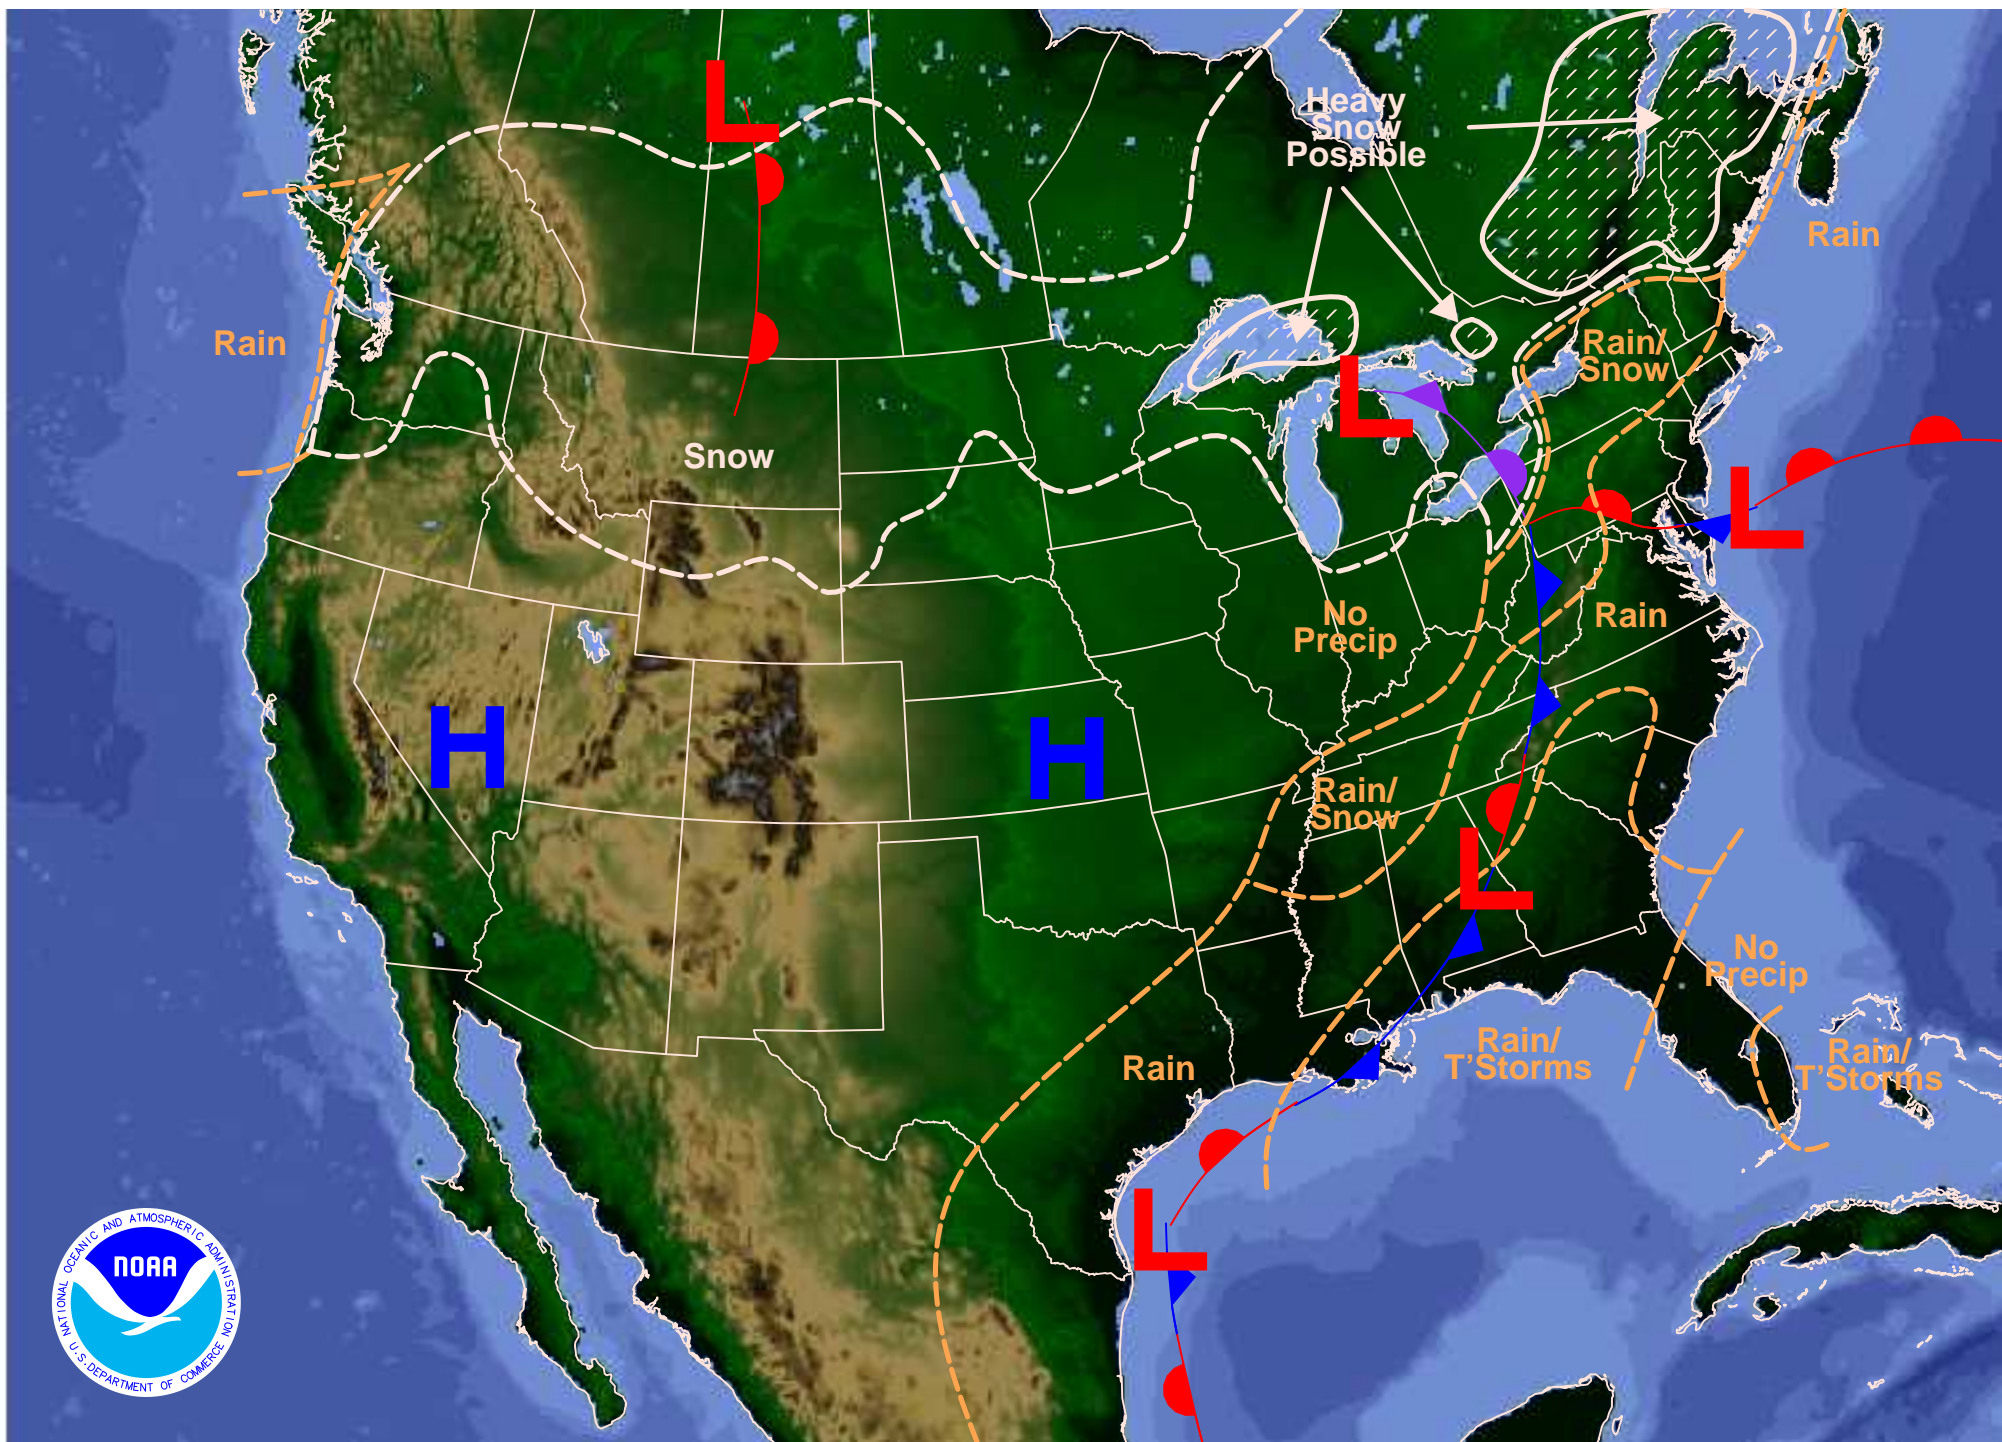 L
Heavy
Snow
Possible
Rain
Rain
Rain/
Snow
L
Snow
L
No
Precip
Rain
H
H
Rain/
Snow
L
No
Precip
Rain
Rain/
T'Storms
Rain/
T'Storms
L
NATIONAL OCEANIC AND ATMOSPHERIC ADMINISTRATION
NOAA
U.S. DEPARTMENT OF COMMERCE